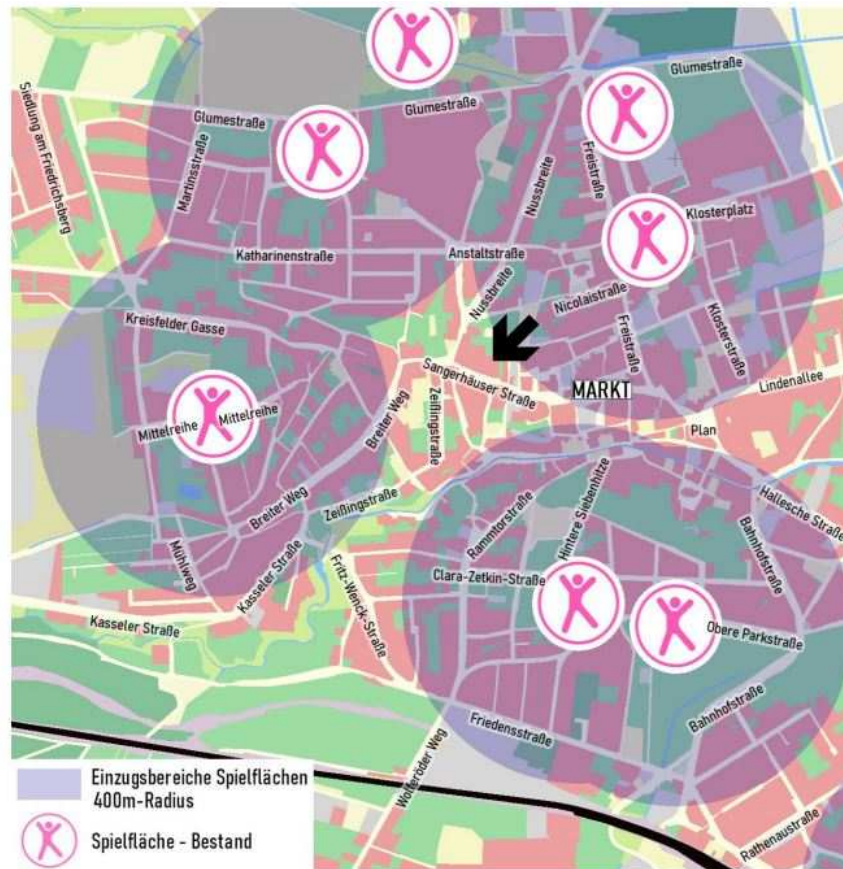 Glumestraße
Glumestraße
Glumestraße
Siedlung am Friedrichsberg
Martinsstraße
Nussbreite
Freistraße
Klosterplatz
Katharinenstraße
Anstaltstraße
Nussbreite
Nicolaistraße
Freistraße
Klosterstraße
Kreisfelder Gasse
Sangerhäuser Straße
MARKT
Lindenallee
Mittelreihe
Mittelreihe
Breiter Weg
Zeißingstraße
Plan
Breiter Weg
Zeißingstraße
Rammtorstraße
Hintere Siebenhitze
Hallesche Straße
Bahnhofstraße
Mühlweg
Kasseler Straße
Fritz-Wenck-Straße
Clara-Zetkin-Straße
Kasseler Straße
Obere Parkstraße
Bahnhofstraße
Friedensstraße
Wolferöder Weg
Rathenaustraße
Einzugsbereiche Spielflächen
400m-Radius
Spielfläche - Bestand